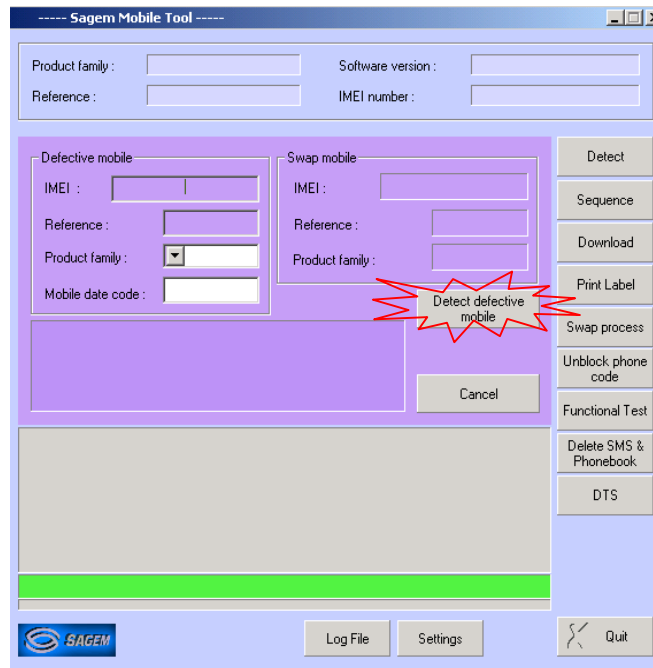 ----- Sagem Mobile Tool -----
Product family :
Software version :
Reference :
IMEI number :
Defective mobile
IMEI :
Reference :
Product family :
Mobile date code :
Swap mobile
IMEI :
Reference :
Product family :
Detect defective
mobile
Cancel
Detect
Sequence
Download
Print Label
Swap process
Unblock phone
code
Functional Test
Delete SMS &
Phonebook
DTS
SAGEM
Log File
Settings
Quit